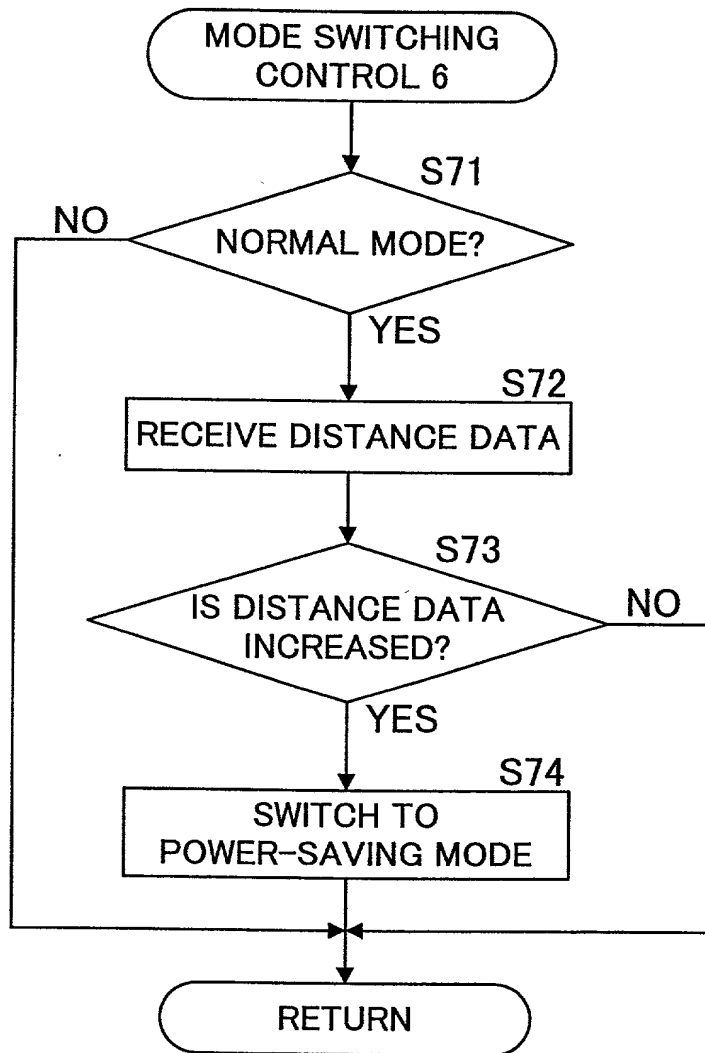 MODE SWITCHING
CONTROL 6
S71
NO
NORMAL MODE?
YES
S72
RECEIVE DISTANCE DATA
S73
IS DISTANCE DATA
INCREASED?
NO
YES
S74
SWITCH TO
POWER-SAVING MODE
RETURN